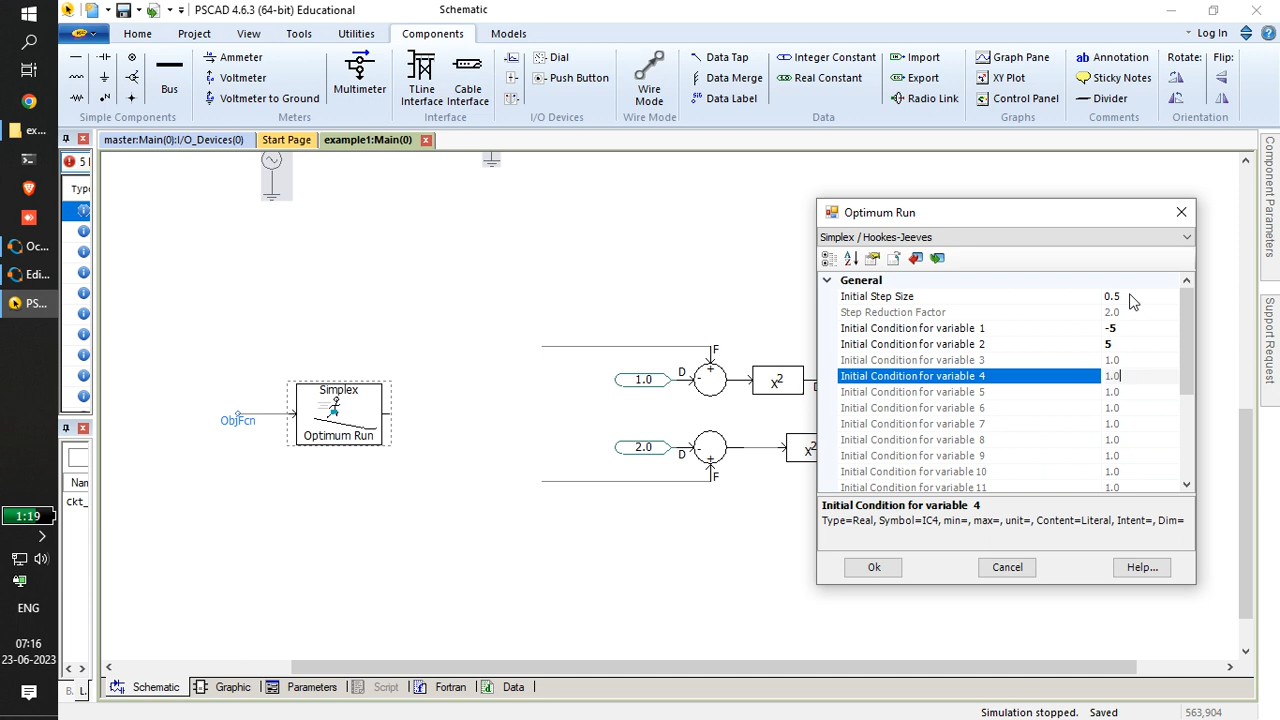 PSCAD 4.6.3 (64-bit) Educational
Schematic
Home
Project
View
Tools
Utilities
Components
Models
Log In
Bus
Simple Components
Ammeter
Voltmeter
Voltmeter to Ground
Multimeter
Meters
TLine
Interface
Cable
Interface
Interface
Dial
Push Button
I/O Devices
Wire
Mode
Wire Mode
Data Tap
Data Merge
Data Label
Integer Constant
Real Constant
Import
Export
Radio Link
Data
Graph Pane
XY Plot
Control Panel
Graphs
Annotation
Sticky Notes
Divider
Comments
Rotate:
Flip:
Orientation
ex...
master:Main(0):I/O_Devices(0)
Start Page
example1:Main(0)
5
Type
Oc...
Edi...
PS...
Nan
ckt_
B.
L.
1:19
ENG
07:16
23-06-2023
ObjFcn
Simplex
Optimum Run
1.0
D
F
+
-
X²
D
2.0
D
-
+
F
X²
Optimum Run
Simplex / Hookes-Jeeves
General
Initial Step Size 0.5
Step Reduction Factor 2.0
Initial Condition for variable 1 -5
Initial Condition for variable 2 5
Initial Condition for variable 3 1.0
Initial Condition for variable 4 1.0
Initial Condition for variable 5 1.0
Initial Condition for variable 6 1.0
Initial Condition for variable 7 1.0
Initial Condition for variable 8 1.0
Initial Condition for variable 9 1.0
Initial Condition for variable 10 1.0
Initial Condition for variable 11 1.0
Initial Condition for variable 4
Type=Real, Symbol=IC4, min=, max=, unit=, Content=Literal, Intent=, Dim=
Ok
Cancel
Help...
Component Parameters
Support Request
Schematic
Graphic
Parameters
Script
Fortran
Data
Simulation stopped.
Saved
563,904